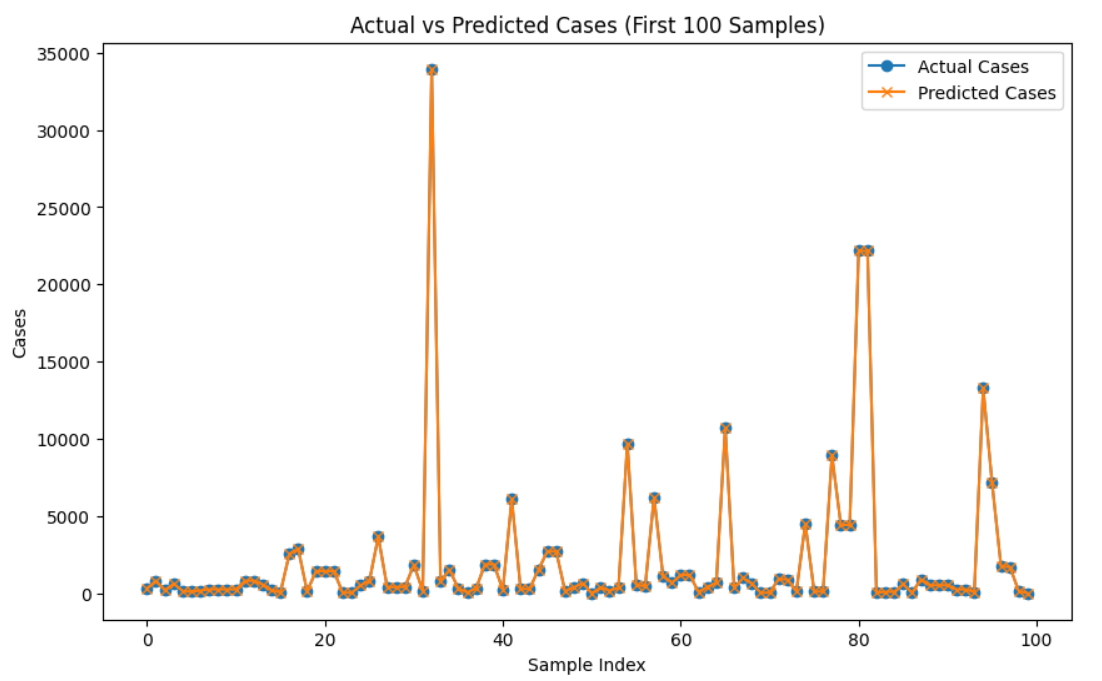 Actual vs Predicted Cases (First 100 Samples)
Actual Cases
Predicted Cases
35000
30000
25000
20000
15000
10000
5000
0
Cases
0 20 40 60 80 100
Sample Index